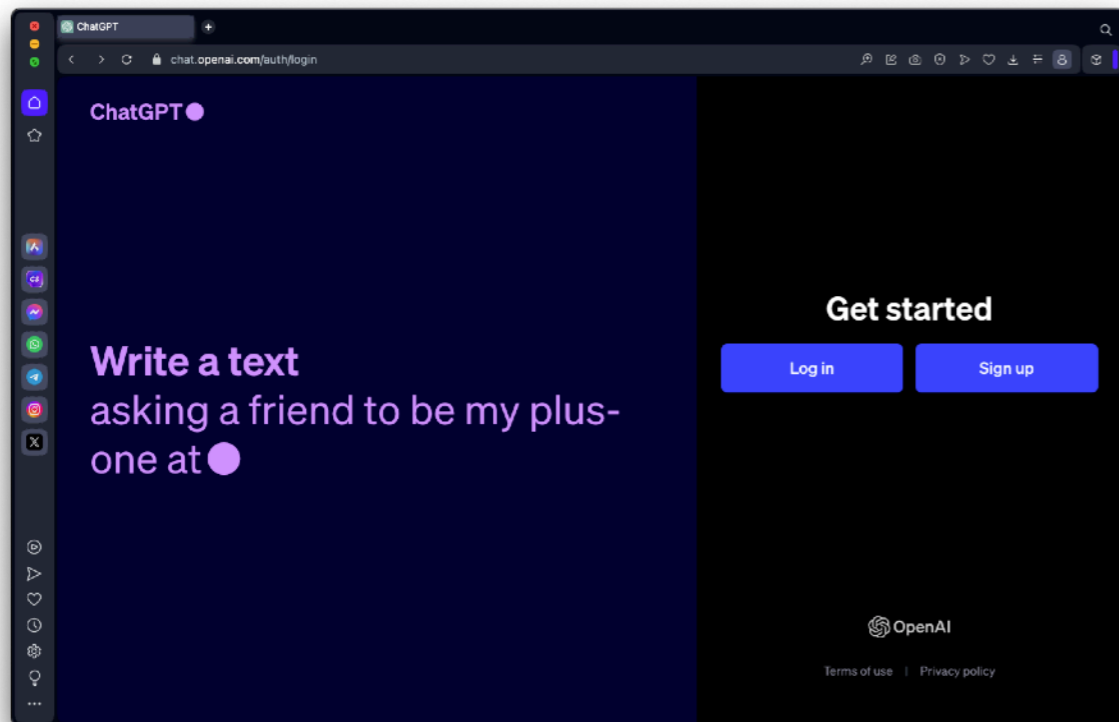 ChatGPT
chat.openai.com/auth/login
ChatGPT
Write a text
asking a friend to be my plus-
one at
Get started
Log in
Sign up
OpenAI
Terms of use | Privacy policy